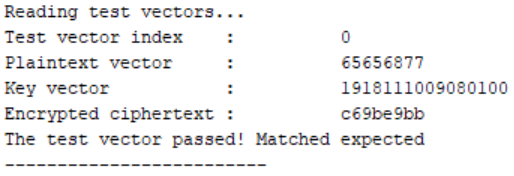 Reading test vectors...
Test vector index : 0
Plaintext vector : 65656877
Key vector : 1918111009080100
Encrypted ciphertext : c69be9bb
The test vector passed! Matched expected
-------------------------